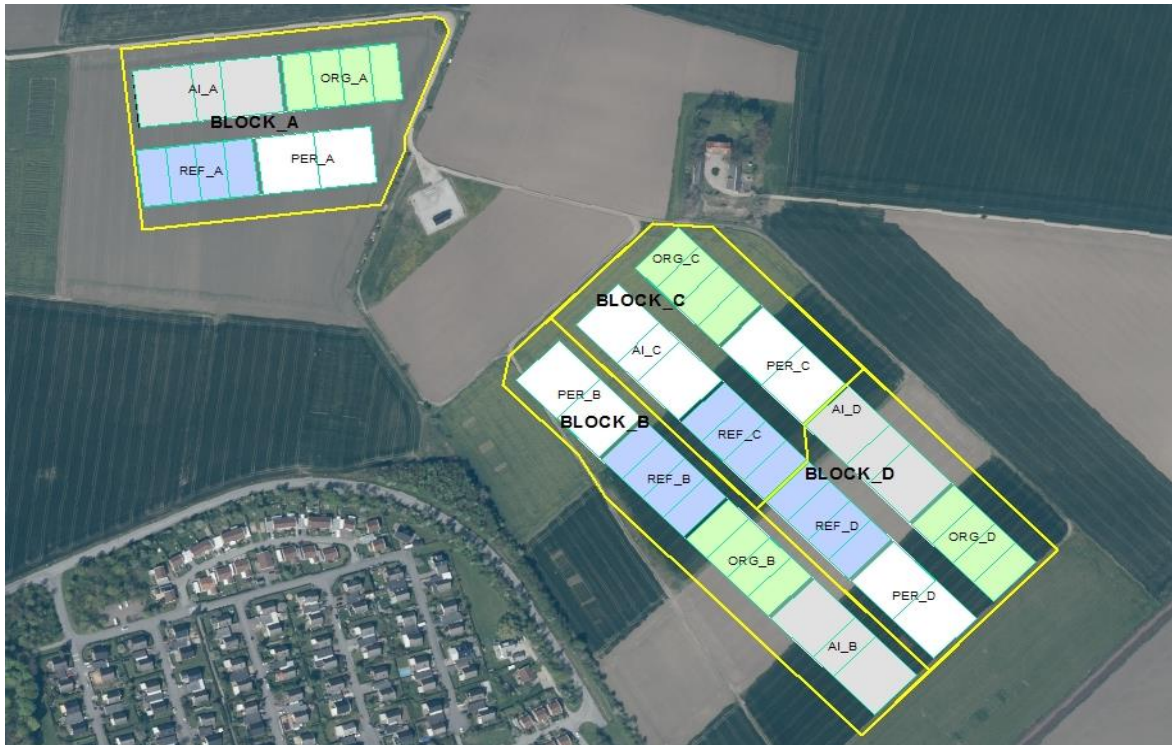 AI_A
ORG_A
BLOCK_A
REF_A
PER_A
ORG_C
BLOCK_C
AI_C
PER_C
PER_B
BLOCK_B
AI_D
REF_C
BLOCK_D
REF_B
REF_D
ORG_D
ORG_B
PER_D
AI_B